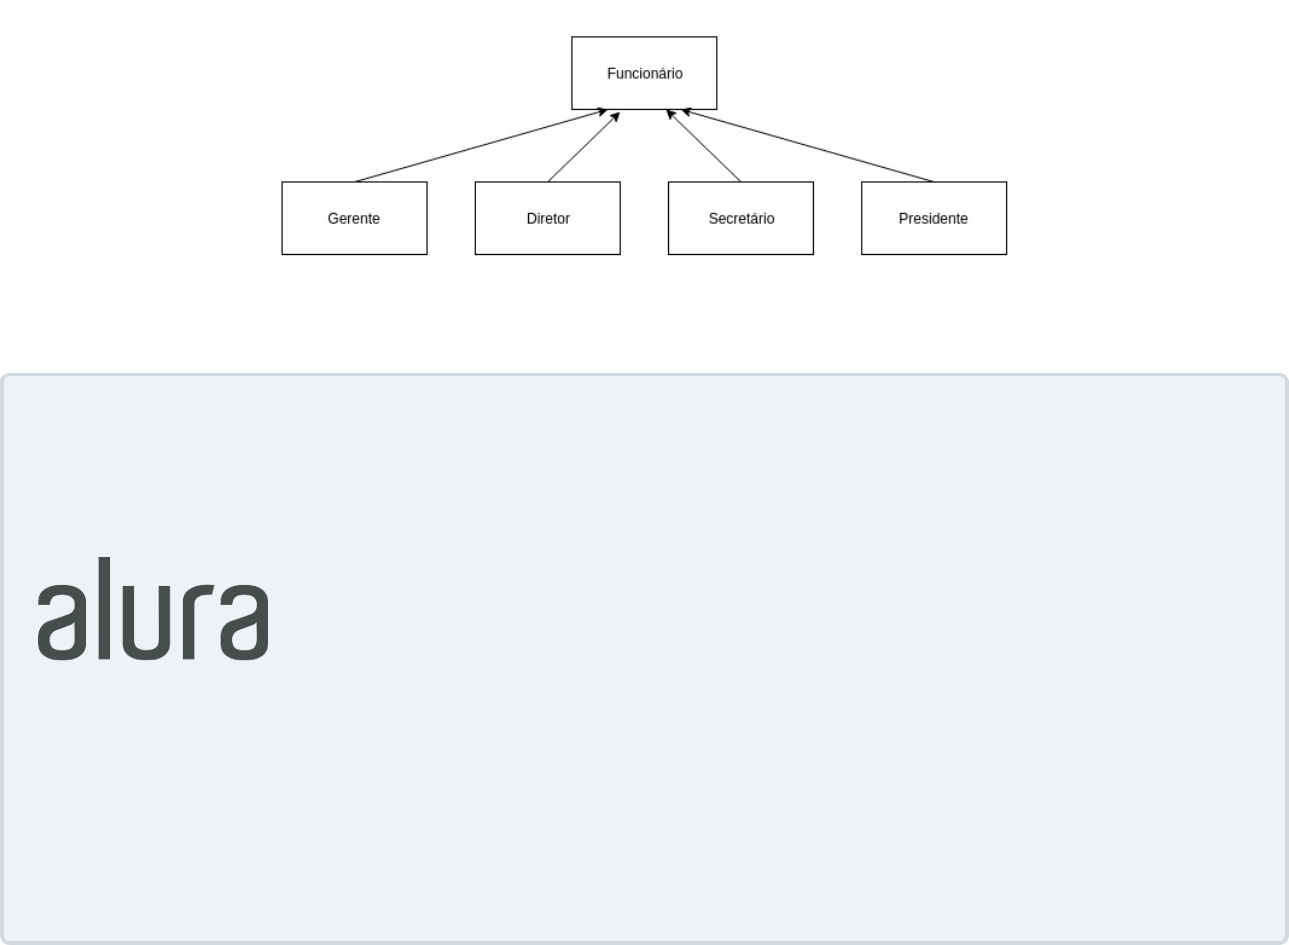 Funcionário
Gerente
Diretor
Secretário
Presidente
alura